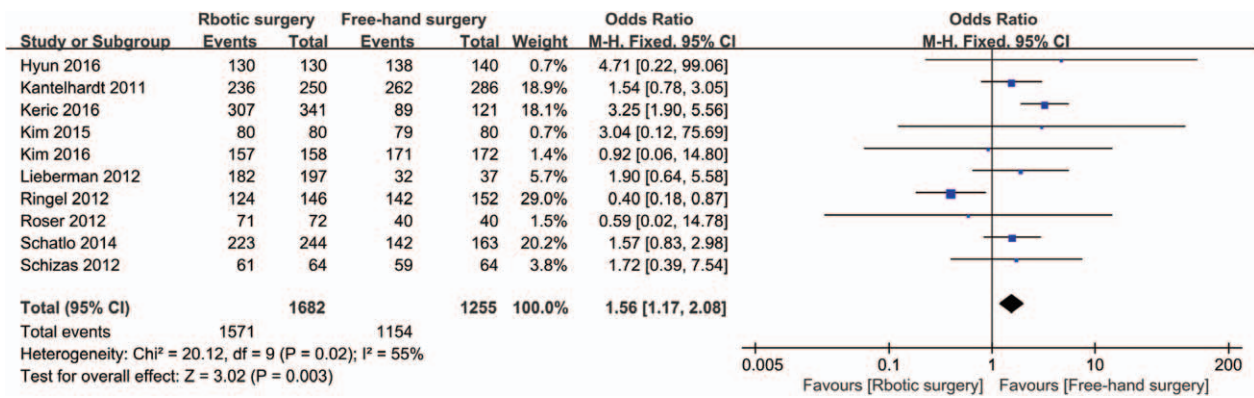 Rbotic surgery Free-hand surgery Odds Ratio Odds Ratio
Study or Subgroup Events Total Events Total Weight M-H, Fixed, 95% CI M-H, Fixed, 95% CI
Hyun 2016 130 130 138 140 0.7% 4.71 [0.22, 99.06]
Kantelhardt 2011 236 250 262 286 18.9% 1.54 [0.78, 3.05]
Keric 2016 307 341 89 121 18.1% 3.25 [1.90, 5.56]
Kim 2015 80 80 79 80 0.7% 3.04 [0.12, 75.69]
Kim 2016 157 158 171 172 1.4% 0.92 [0.06, 14.80]
Lieberman 2012 182 197 32 37 5.7% 1.90 [0.64, 5.58]
Ringel 2012 124 146 142 152 29.0% 0.40 [0.18, 0.87]
Roser 2012 71 72 40 40 1.5% 0.59 [0.02, 14.78]
Schatlo 2014 223 244 142 163 20.2% 1.57 [0.83, 2.98]
Schizas 2012 61 64 59 64 3.8% 1.72 [0.39, 7.54]
Total (95% CI) 1682 1255 100.0% 1.56 [1.17, 2.08]
Total events 1571 1154
Heterogeneity: Chi² = 20.12, df = 9 (P = 0.02); I² = 55%
Test for overall effect: Z = 3.02 (P = 0.003)
0.005 0.1 1 10 200
Favours [Rbotic surgery] Favours [Free-hand surgery]